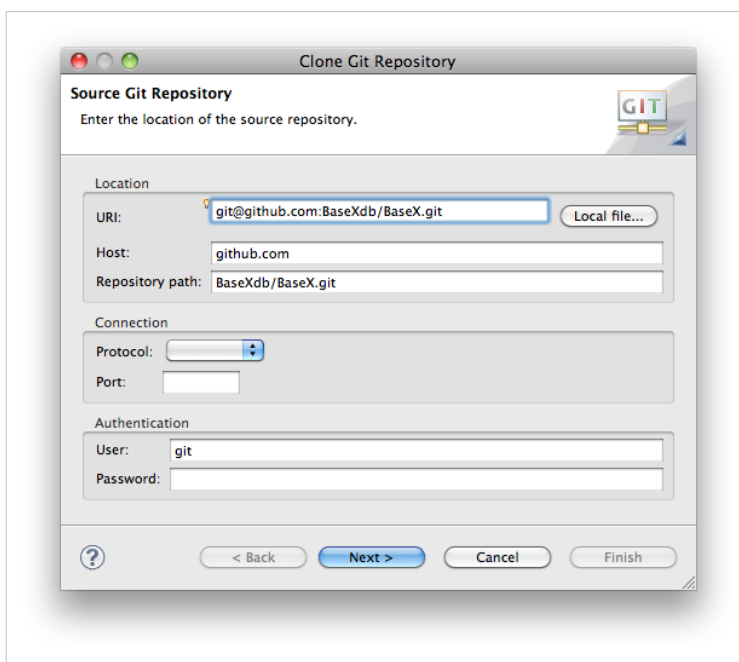 Clone Git Repository
Source Git Repository
Enter the location of the source repository.
GIT
Location
URI: git@github.com:BaseXdb/BaseX.git Local file...
Host: github.com
Repository path: BaseXdb/BaseX.git
Connection
Protocol:
Port:
Authentication
User: git
Password:
? < Back Next > Cancel Finish